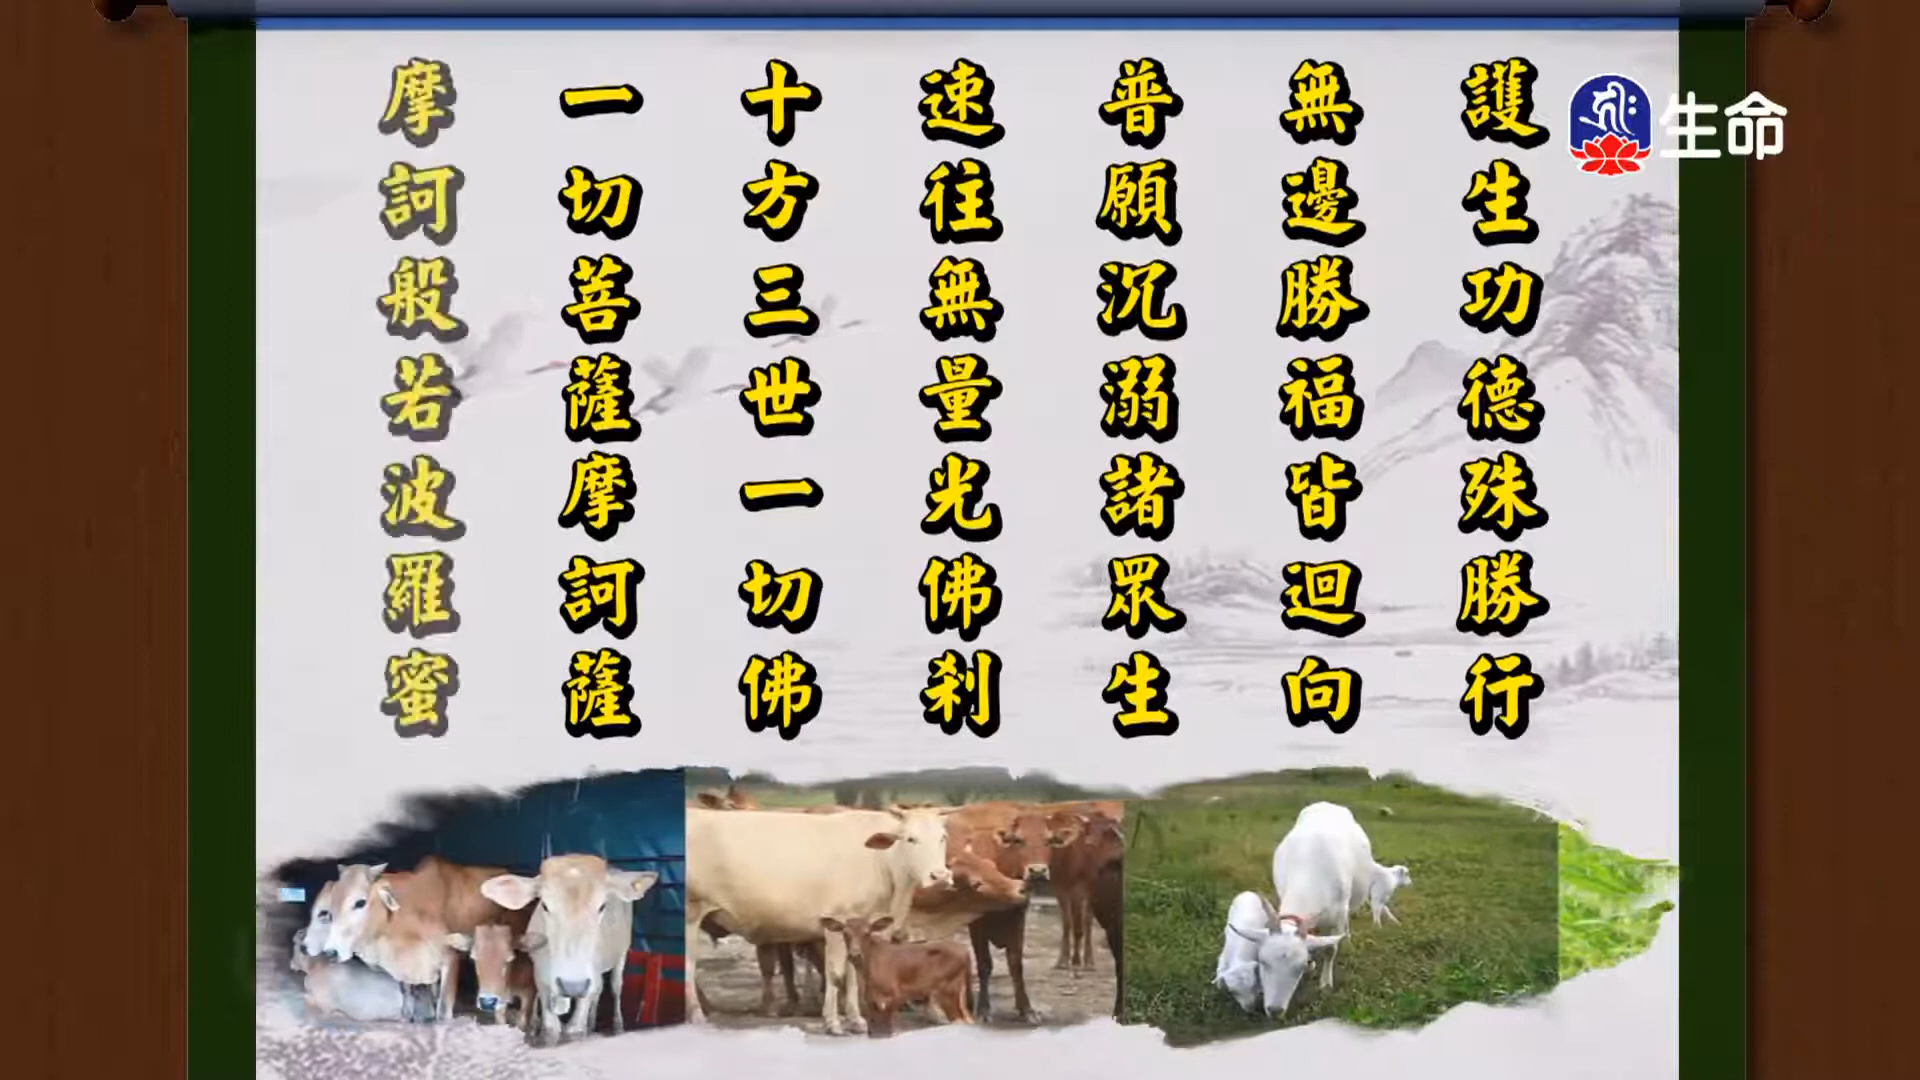 護生功德殊勝行
無邊勝福皆迴向
普願沉溺諸眾生
速往無量光佛剎
十方三世一切佛
一切菩薩摩訶薩
摩訶般若波羅蜜
生命